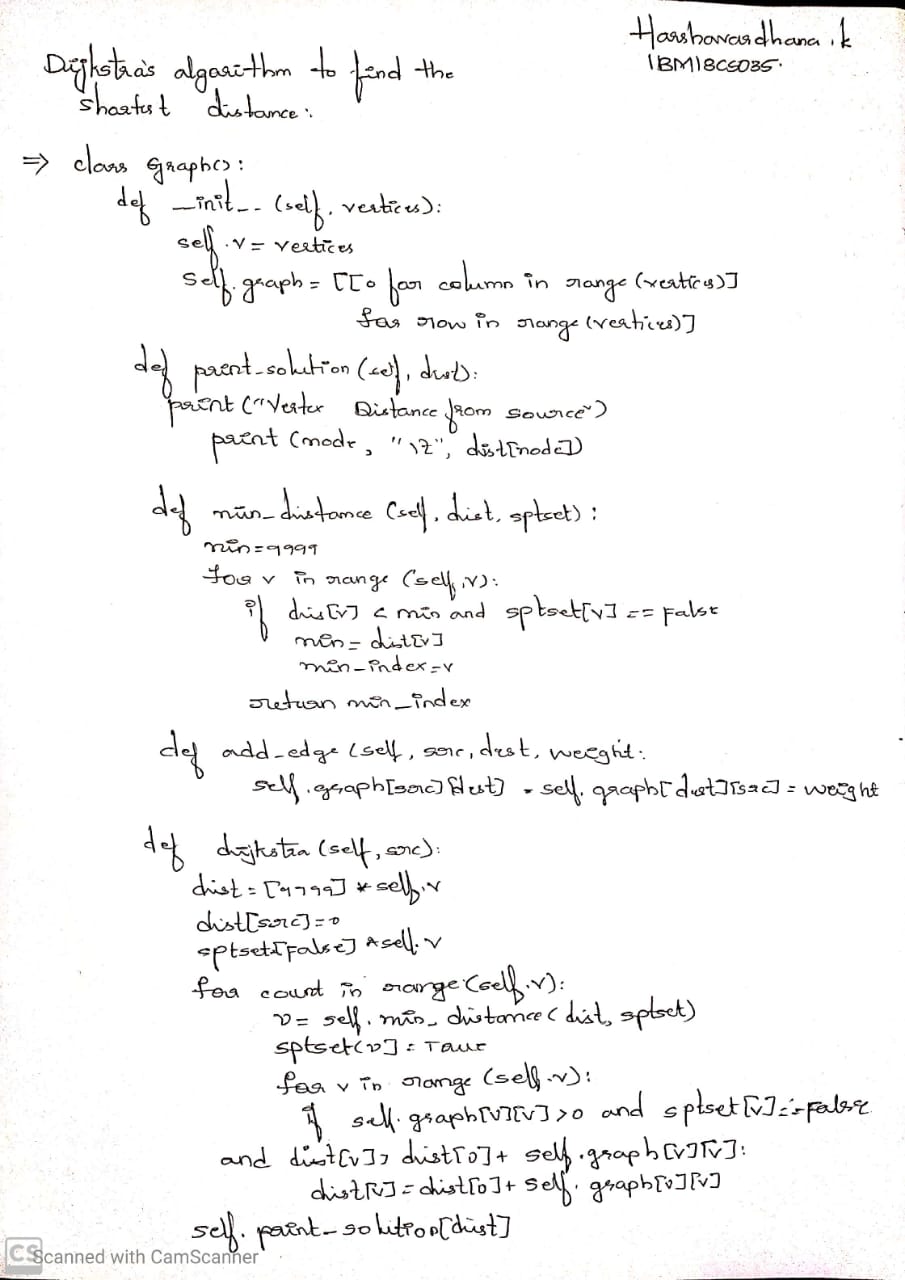 Harshavardhana.k
1BM18CS035.
Dijkstra's algorithm to find the
shortest distance:
⇒ class Graph():
def __init__(self, vertices):
self.v = vertices
self.graph = [[0 for column in range (vertices)]
for row in range (vertices)]
def print_solution (self, dist):
print ("Vertex Distance from source")
print (node, "\t", dist[node])
def min_distance (self, dist, sptset):
min=9999
for v in range (self.v):
if dis[v] < min and sptset[v] == False
min = dist[v]
min_index=v
return min_index
def add_edge (self, src, dest, weight:
self.graph[src][dest] = self.graph[dest][src] = weight
def dijkstra (self, src):
dist = [9999] * self.v
dist[src]=0
sptset=[False] * self.v
for count in range (self.v):
u = self.min_distance (dist, sptset)
sptset[u] = True
for v in range (self.v):
if self.graph[u][v] >0 and sptset[v]==False
and dist[v]> dist[u]+ self.graph[u][v]:
dist[v] = dist[u]+ self.graph[u][v]
self.print_solution[dist]
CS Scanned with CamScanner